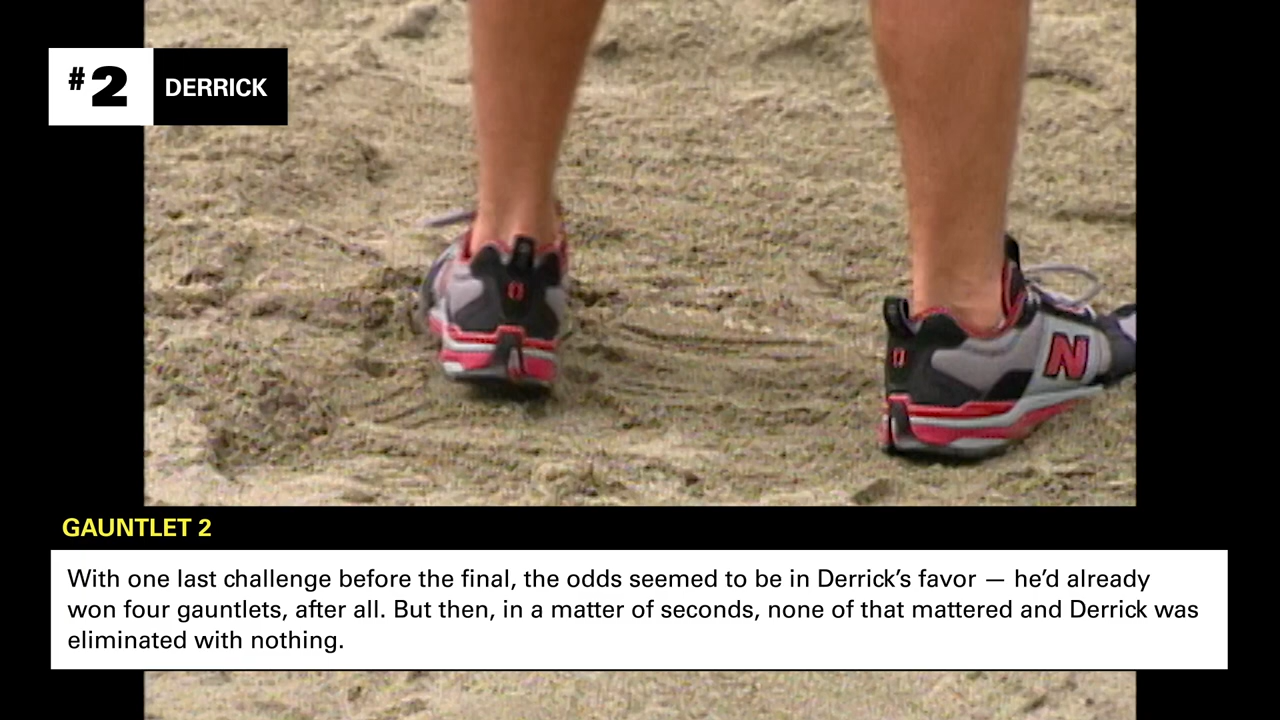 #2 DERRICK
N
GAUNTLET 2
With one last challenge before the final, the odds seemed to be in Derrick's favor — he'd already
won four gauntlets, after all. But then, in a matter of seconds, none of that mattered and Derrick was
eliminated with nothing.